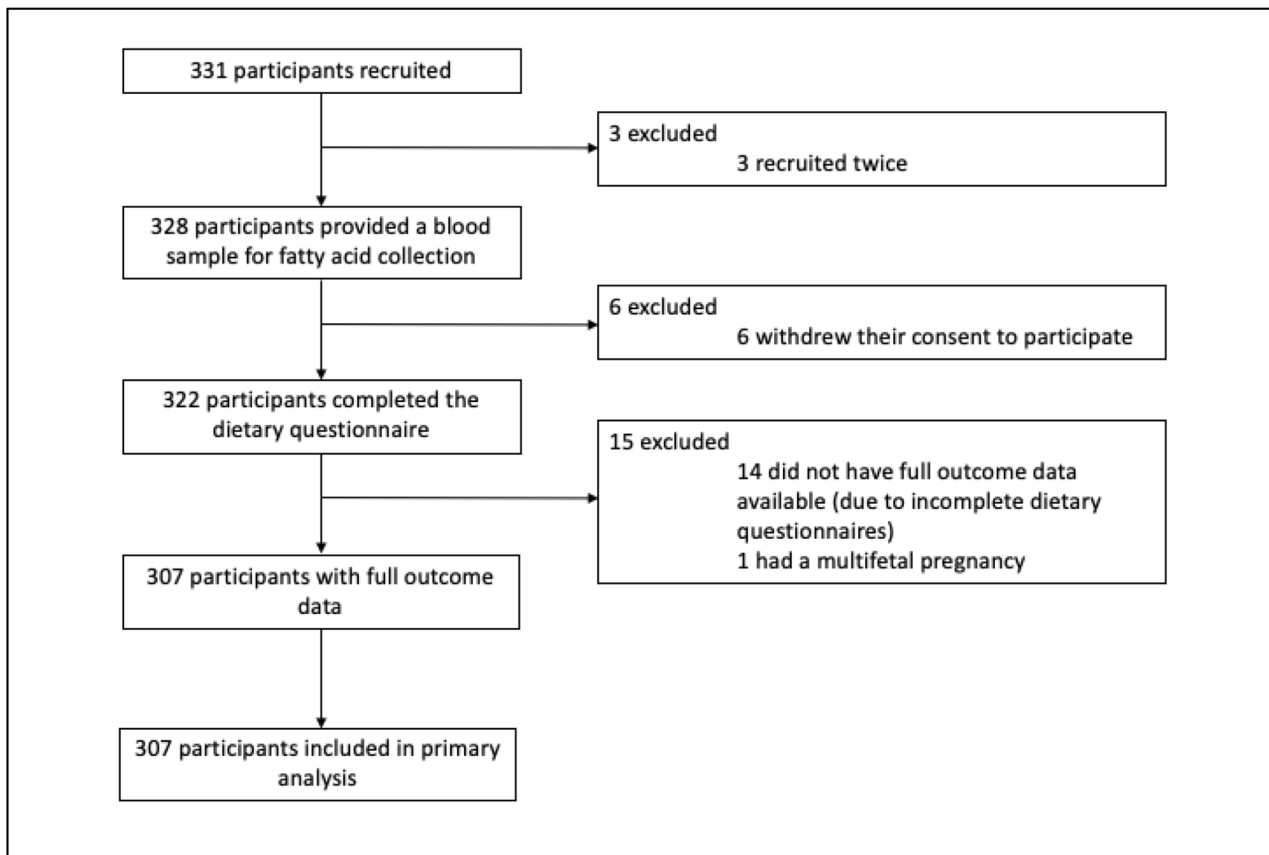 331 participants recruited
3 excluded
3 recruited twice
328 participants provided a blood
sample for fatty acid collection
6 excluded
6 withdrew their consent to participate
322 participants completed the
dietary questionnaire
15 excluded
14 did not have full outcome data
available (due to incomplete dietary
questionnaires)
1 had a multifetal pregnancy
307 participants with full outcome
data
307 participants included in primary
analysis